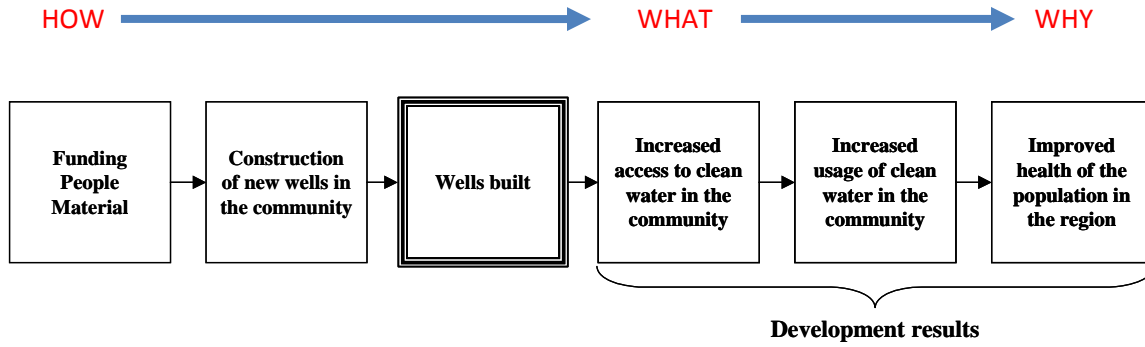 HOW
WHAT
WHY
Funding
People
Material
Construction
of new wells in
the community
Wells built
Increased
access to clean
water in the
community
Increased
usage of clean
water in the
community
Improved
health of the
population in
the region
Development results